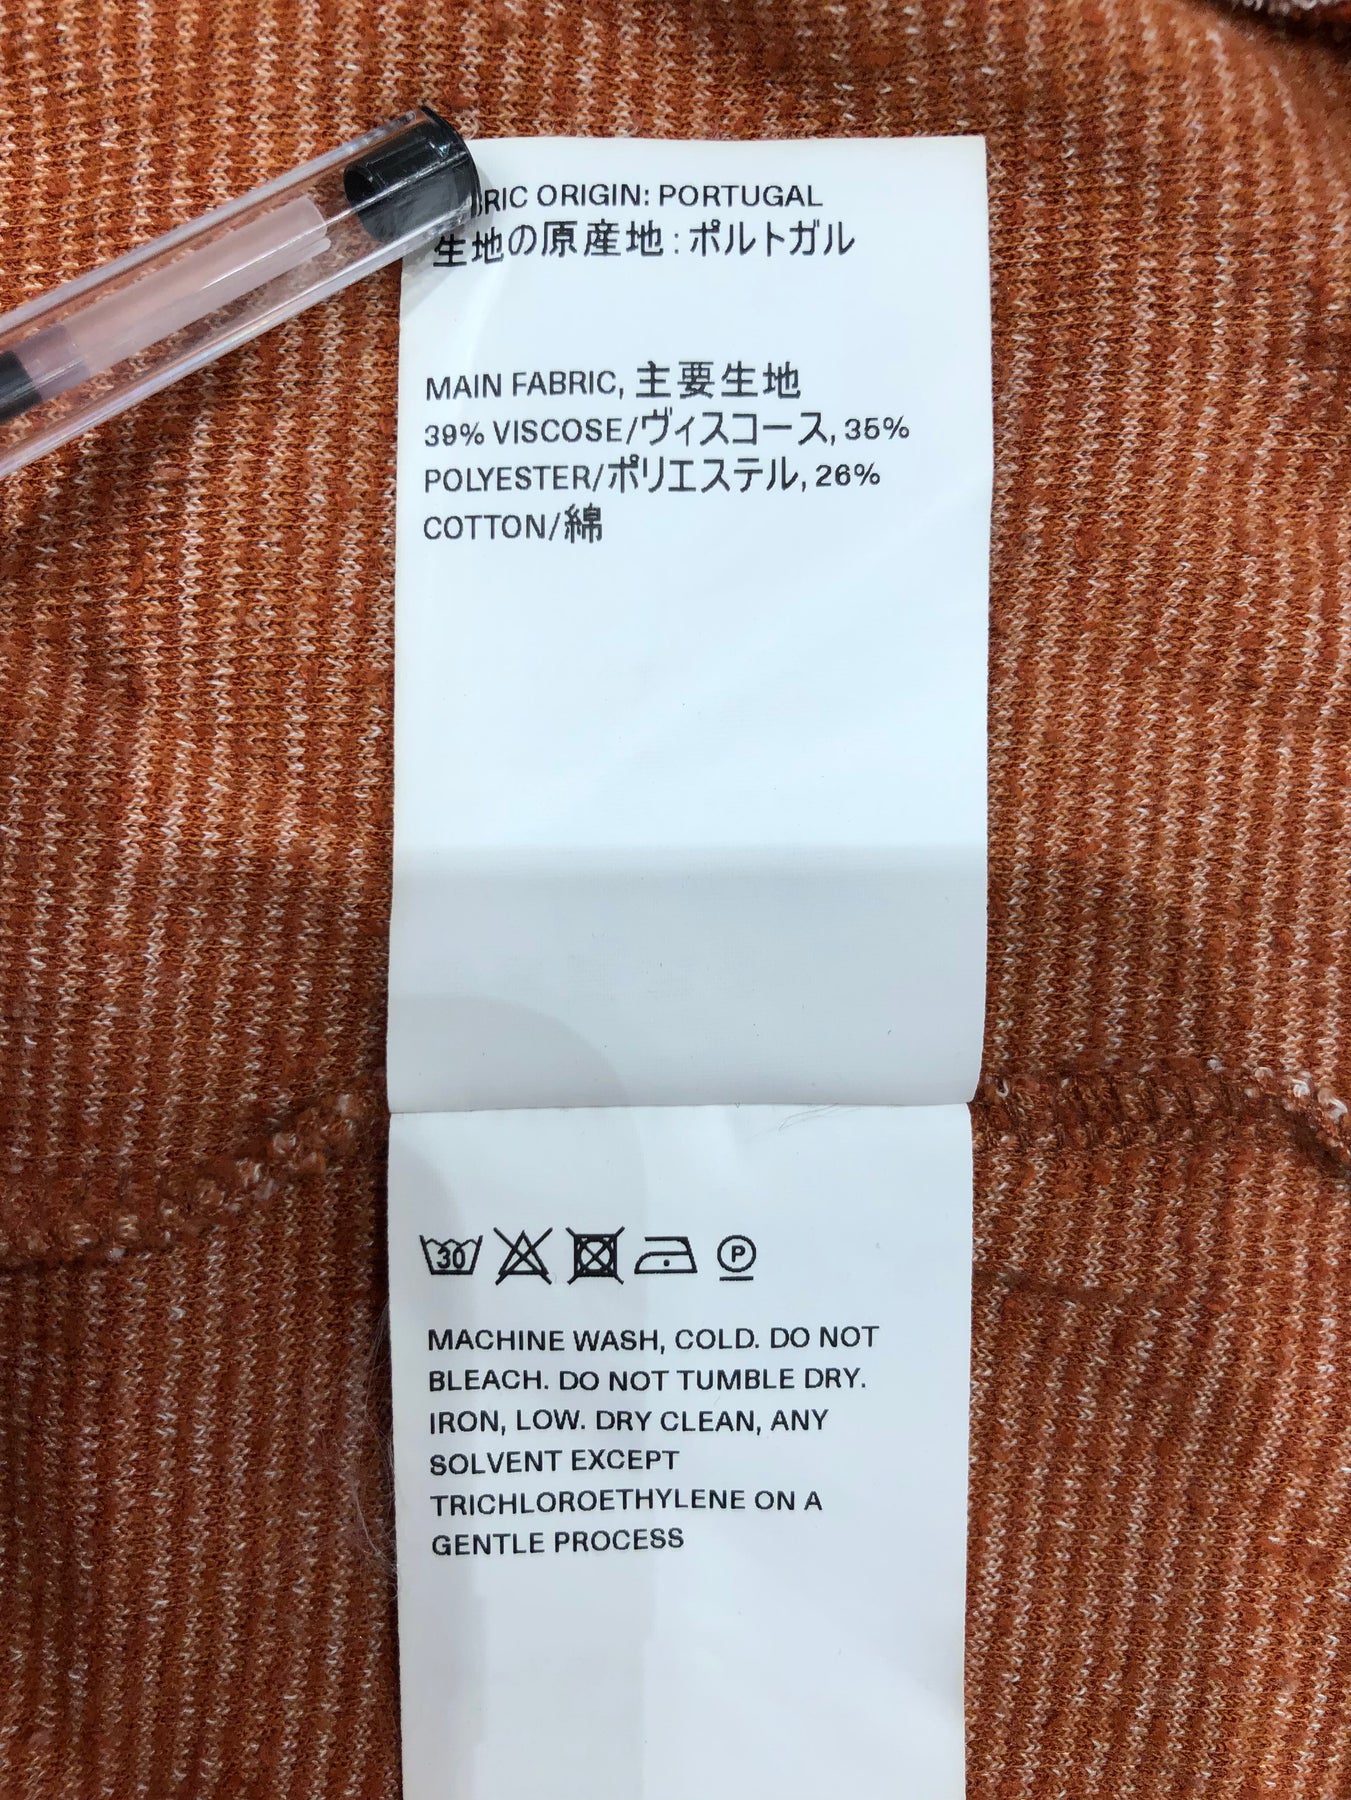 RIC ORIGIN: PORTUGAL
生地の原産地：ポルトガル
MAIN FABRIC, 主要生地
39% VISCOSE/ヴィスコース, 35%
POLYESTER/ポリエステル, 26%
COTTON/綿
30 P
MACHINE WASH, COLD. DO NOT
BLEACH. DO NOT TUMBLE DRY.
IRON, LOW. DRY CLEAN, ANY
SOLVENT EXCEPT
TRICHLOROETHYLENE ON A
GENTLE PROCESS